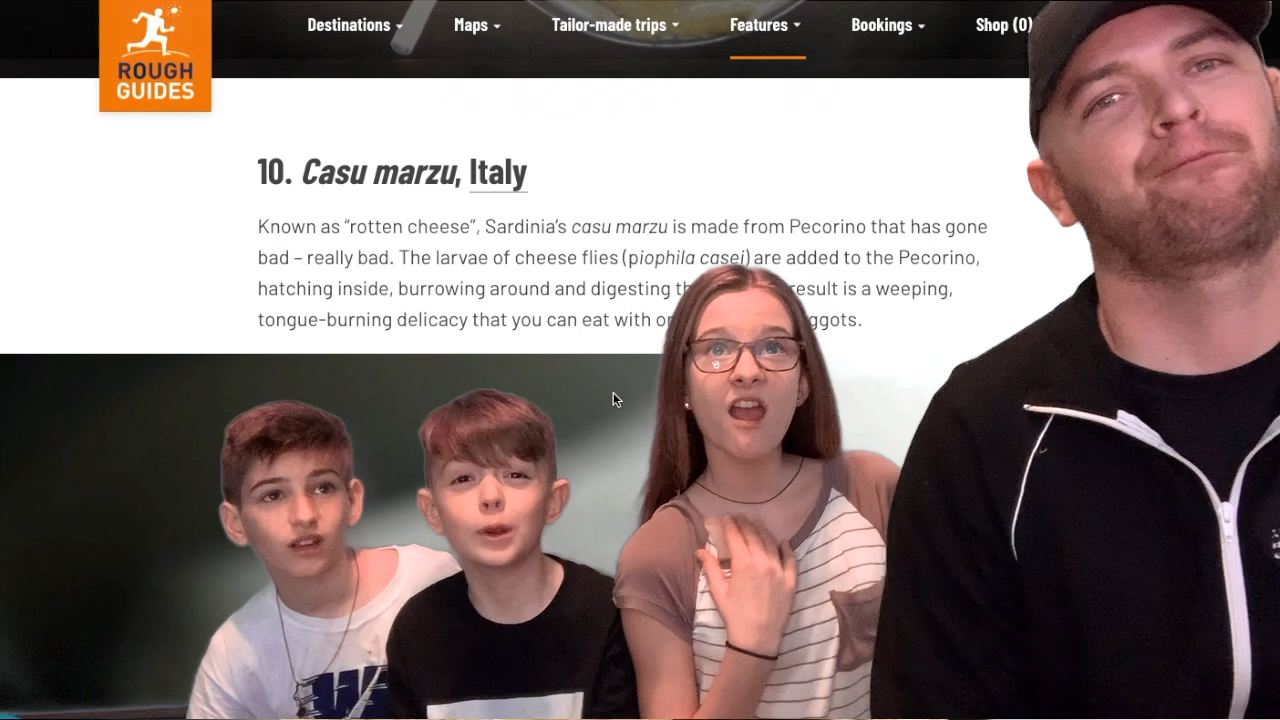 Destinations Maps Tailor-made trips Features Bookings Shop (0)
ROUGH
GUIDES
10. Casu marzu, Italy
Known as “rotten cheese”, Sardinia’s casu marzu is made from Pecorino that has gone
bad – really bad. The larvae of cheese flies (piophila casei) are added to the Pecorino,
hatching inside, burrowing around and digesting result is a weeping,
tongue-burning delicacy that you can eat with
W